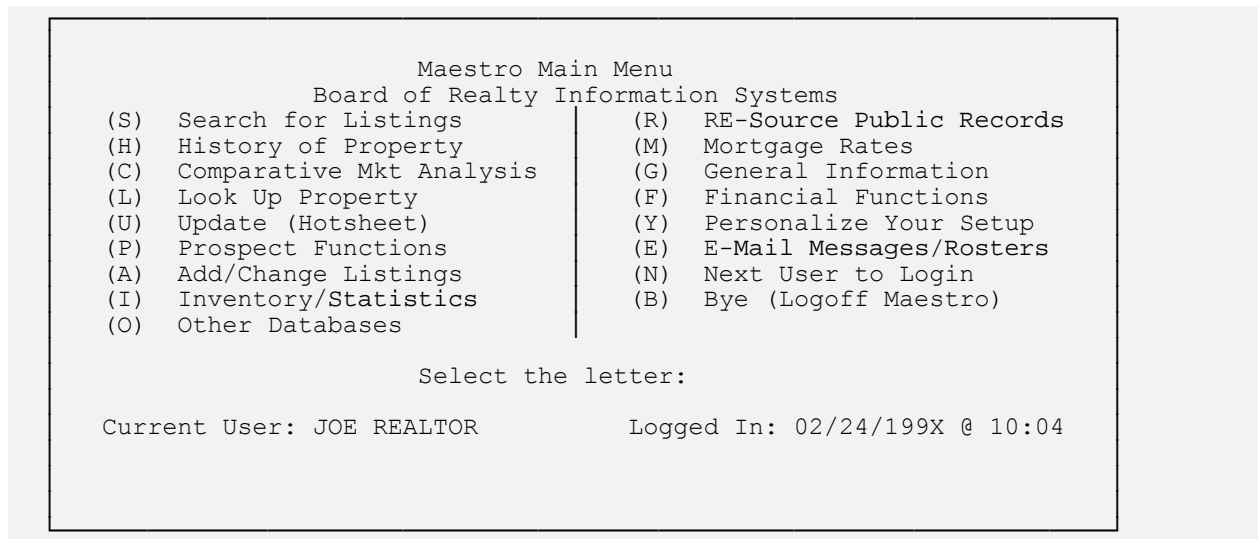 Maestro Main Menu
Board of Realty Information Systems
(S) Search for Listings (R) RE-Source Public Records
(H) History of Property (M) Mortgage Rates
(C) Comparative Mkt Analysis (G) General Information
(L) Look Up Property (F) Financial Functions
(U) Update (Hotsheet) (Y) Personalize Your Setup
(P) Prospect Functions (E) E-Mail Messages/Rosters
(A) Add/Change Listings (N) Next User to Login
(I) Inventory/Statistics (B) Bye (Logoff Maestro)
(O) Other Databases
Select the letter:
Current User: JOE REALTOR Logged In: 02/24/199X @ 10:04